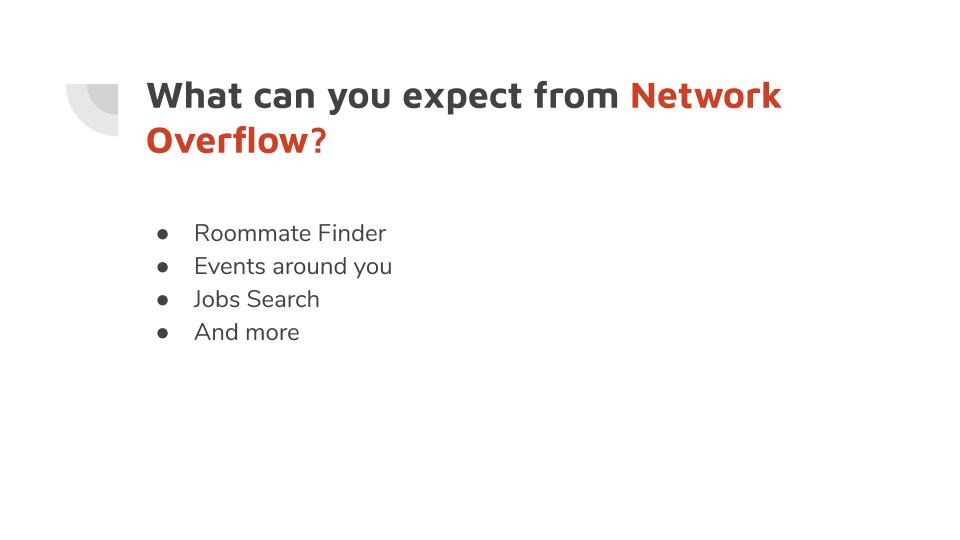 What can you expect from Network
Overflow?
● Roommate Finder
● Events around you
● Jobs Search
● And more